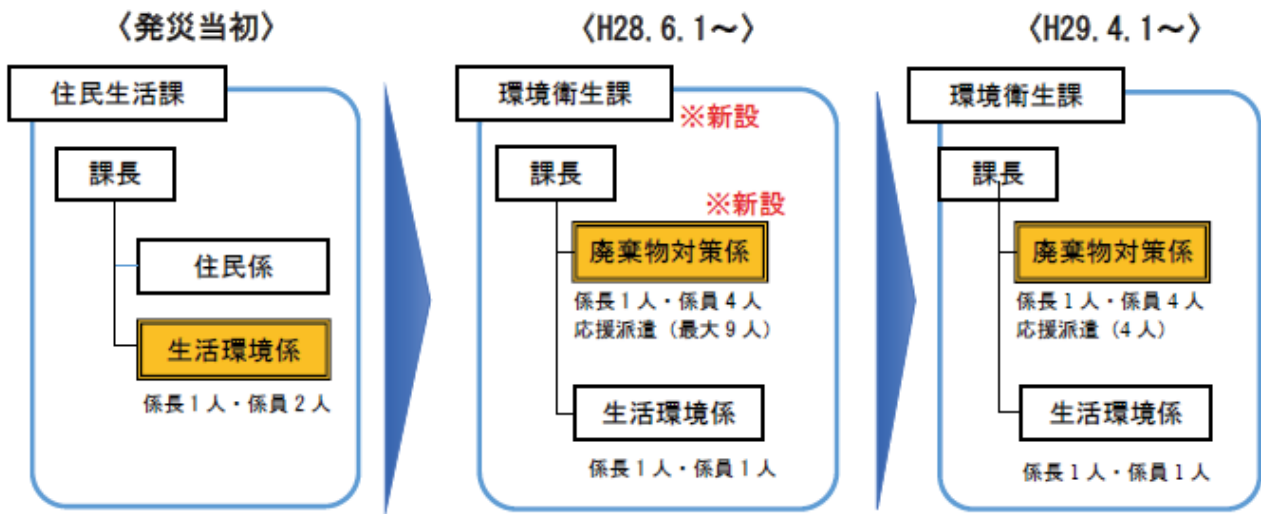 〈発災当初〉
住民生活課
課長
住民係
生活環境係
係長1人・係員2人
〈H28.6.1～〉
環境衛生課
※新設
課長
※新設
廃棄物対策係
係長1人・係員4人
応援派遣（最大9人）
生活環境係
係長1人・係員1人
〈H29.4.1～〉
環境衛生課
課長
廃棄物対策係
係長1人・係員4人
応援派遣（4人）
生活環境係
係長1人・係員1人